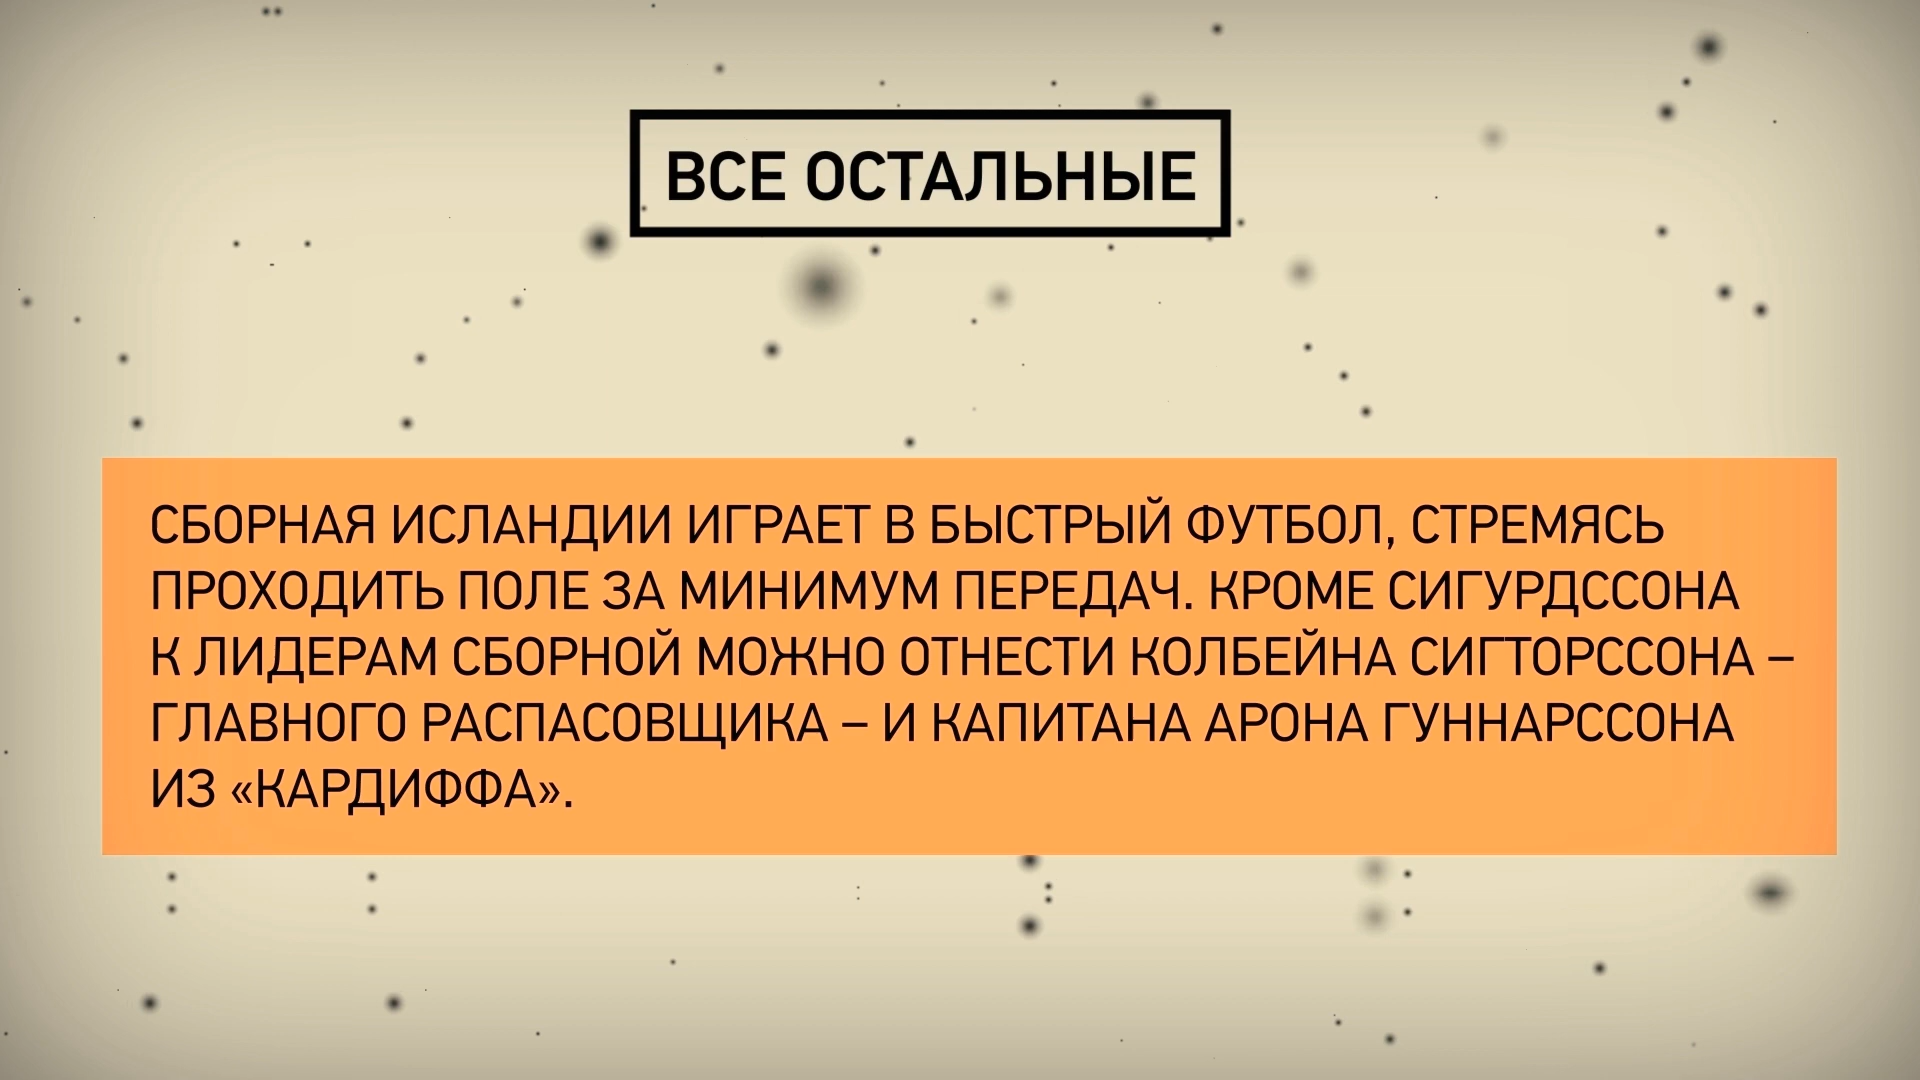 ВСЕ ОСТАЛЬНЫЕ
СБОРНАЯ ИСЛАНДИИ ИГРАЕТ В БЫСТРЫЙ ФУТБОЛ, СТРЕМЯСЬ
ПРОХОДИТЬ ПОЛЕ ЗА МИНИМУМ ПЕРЕДАЧ. КРОМЕ СИГУРДССОНА
К ЛИДЕРАМ СБОРНОЙ МОЖНО ОТНЕСТИ КОЛБЕЙНА СИГТОРССОНА –
ГЛАВНОГО РАСПАСОВЩИКА – И КАПИТАНА АРОНА ГУННАРССОНА
ИЗ «КАРДИФФА».